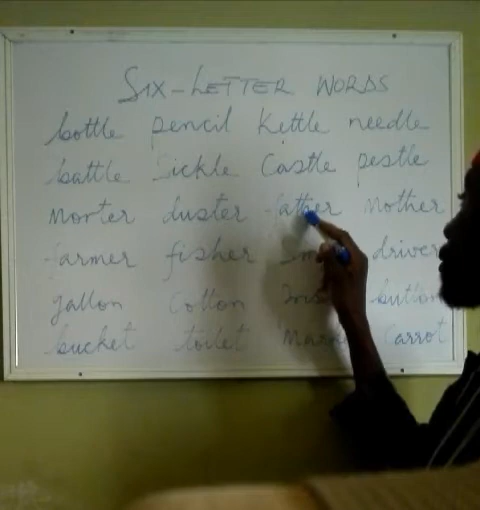 SIX-LETTER WORDS
bottle pencil kettle needle
battle Sickle Castle pestle
Morter duster father Mother
farmer fisher driver
gallon Cotton button
bucket toilet Carrot